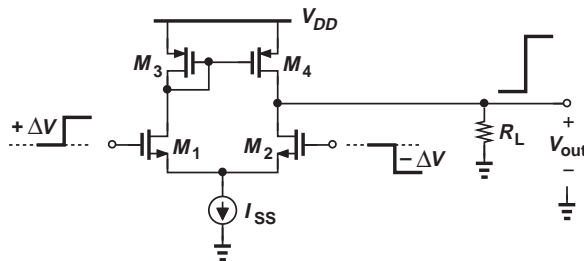 V_DD
M_3
M_4
+ ΔV
M_1
M_2
− ΔV
R_L
+
V_out
−
I_SS